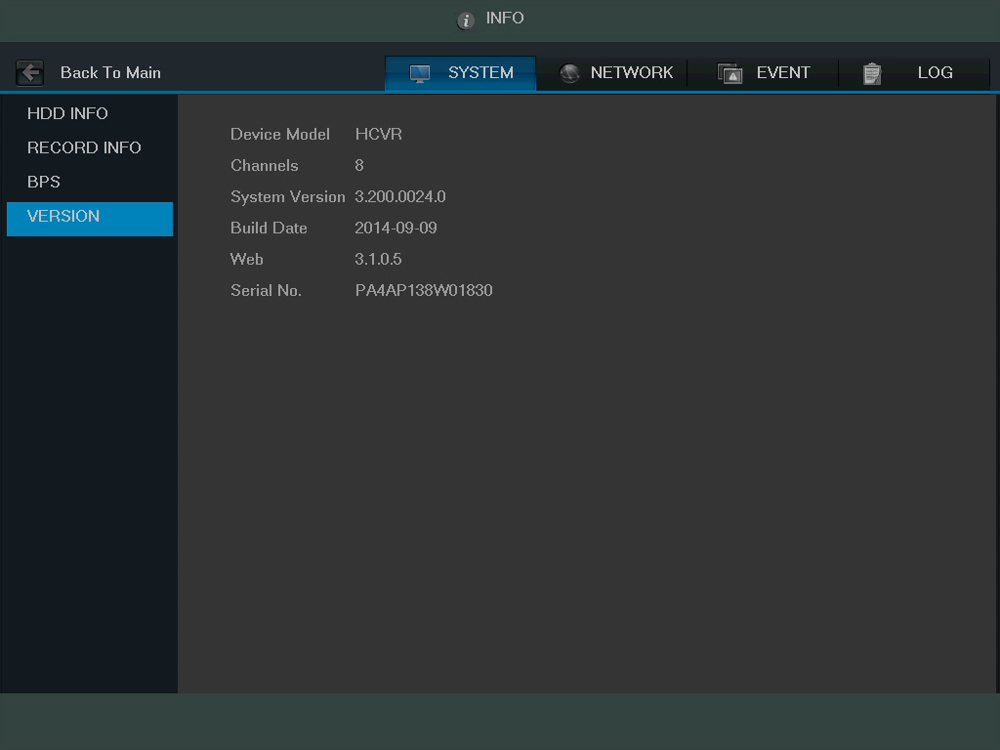 INFO
Back To Main
SYSTEM
NETWORK
EVENT
LOG
HDD INFO
RECORD INFO
BPS
VERSION
Device Model HCVR
Channels 8
System Version 3.200.0024.0
Build Date 2014-09-09
Web 3.1.0.5
Serial No. PA4AP138W01830